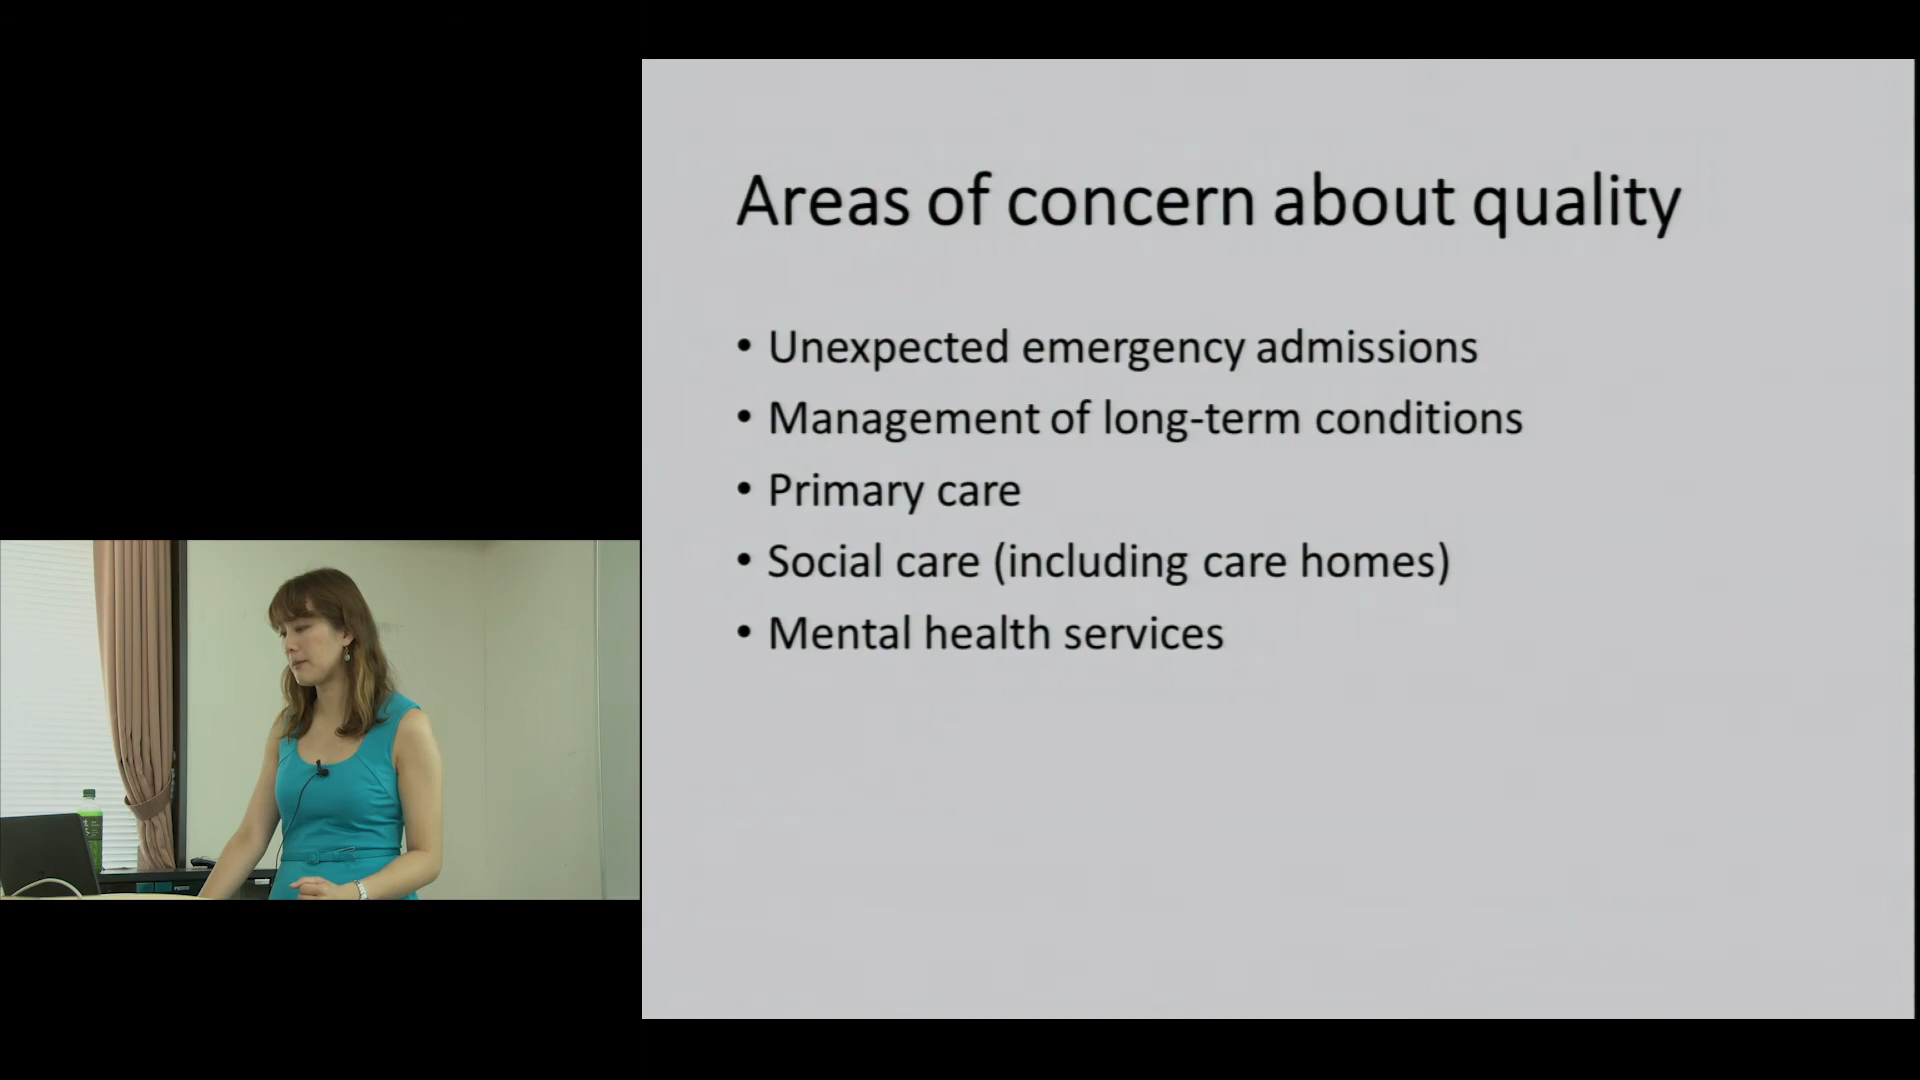 Areas of concern about quality
• Unexpected emergency admissions
• Management of long-term conditions
• Primary care
• Social care (including care homes)
• Mental health services